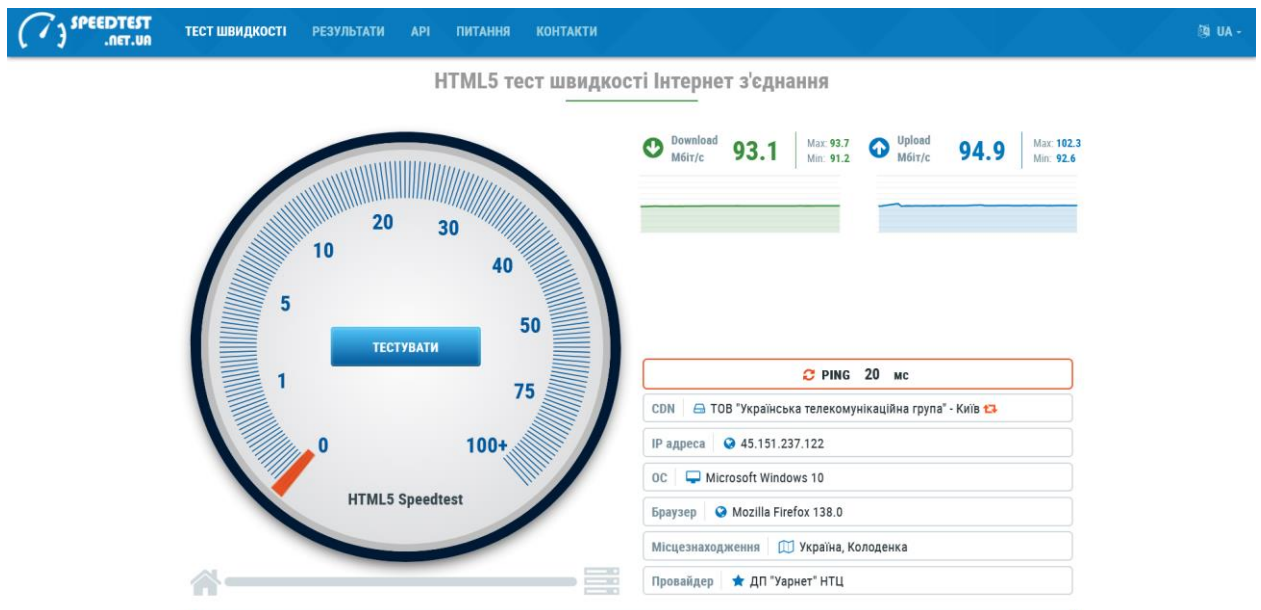 SPEEDTEST
.NET.UA
ТЕСТ ШВИДКОСТІ РЕЗУЛЬТАТИ API ПИТАННЯ КОНТАКТИ UA
HTML5 тест швидкості Інтернет з'єднання
Download
Мбіт/с
93.1
Max: 93.7
Min: 91.2
Upload
Мбіт/с
94.9
Max: 102.3
Min: 92.6
0
1
5
10
20
30
40
50
75
100+
ТЕСТУВАТИ
HTML5 Speedtest
PING 20 мс
CDN ТОВ "Українська телекомунікаційна група" - Київ
IP адреса 45.151.237.122
ОС Microsoft Windows 10
Браузер Mozilla Firefox 138.0
Місцезнаходження Україна, Колоденка
Провайдер ДП "Уарнет" НТЦ